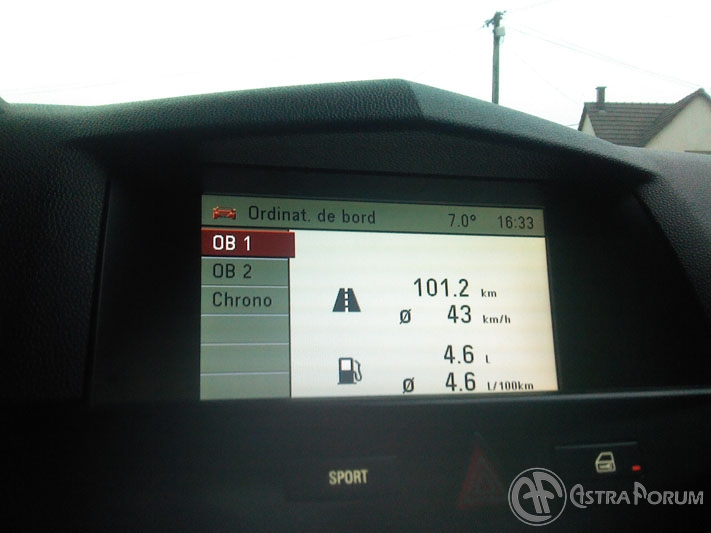 Ordinat. de bord 7.0° 16:33
OB 1
OB 2
Chrono
101.2 km
ø 43 km/h
4.6 L
ø 4.6 L/100km
SPORT
ASTRAFORUM